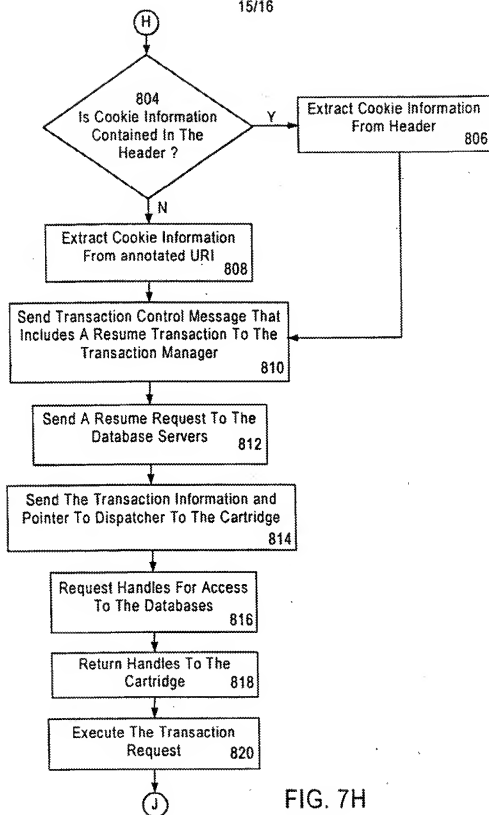 15/16
H
804
Is Cookie Information
Contained In The
Header ?
Y
Extract Cookie Information
From Header
806
N
Extract Cookie Information
From annotated URI
808
Send Transaction Control Message That
Includes A Resume Transaction To The
Transaction Manager
810
Send A Resume Request To The
Database Servers
812
Send The Transaction Information and
Pointer To Dispatcher To The Cartridge
814
Request Handles For Access
To The Databases
816
Return Handles To The
Cartridge
818
Execute The Transaction
Request
820
J
FIG. 7H